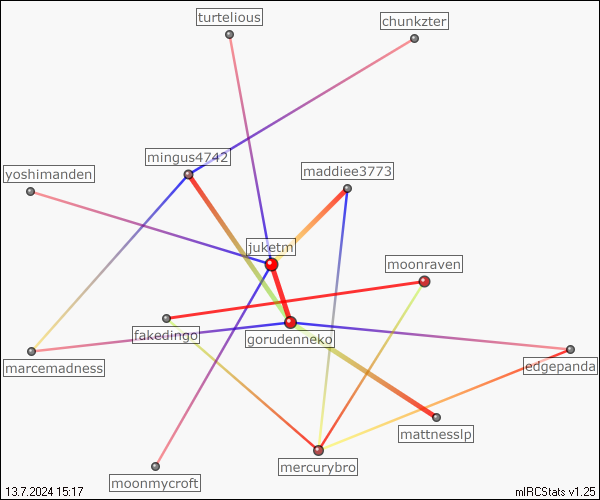 turtelious
chunkzter
mingus4742
maddiee3773
yoshimanden
juketm
moonraven
fakedingo
gorudenneko
marcemadness
edgepanda
mattnesslp
mercurybro
moonmycroft
13.7.2024 15:17
mIRCStats v1.25